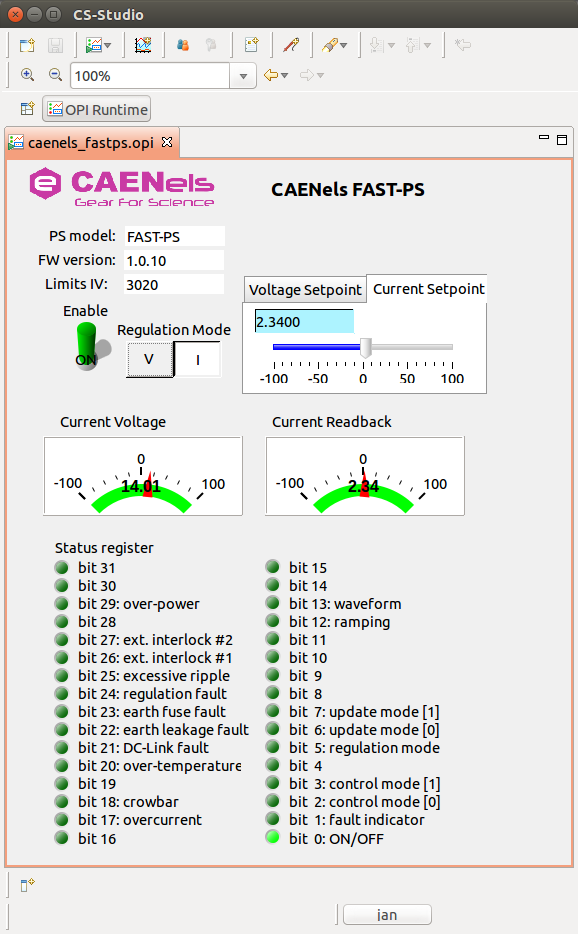 CS-Studio
100%
OPI Runtime
caenels_fastps.opi
CAENels
Gear For Science
CAENels FAST-PS
PS model: FAST-PS
FW version: 1.0.10
Limits IV: 3020
Enable
ON
Regulation Mode
V I
Voltage Setpoint Current Setpoint
2.3400
-100 -50 0 50 100
Current Voltage
-100 0 100
14.01
Current Readback
-100 0 100
2.34
Status register
bit 31
bit 30
bit 29: over-power
bit 28
bit 27: ext. interlock #2
bit 26: ext. interlock #1
bit 25: excessive ripple
bit 24: regulation fault
bit 23: earth fuse fault
bit 22: earth leakage fault
bit 21: DC-Link fault
bit 20: over-temperature
bit 19
bit 18: crowbar
bit 17: overcurrent
bit 16
bit 15
bit 14
bit 13: waveform
bit 12: ramping
bit 11
bit 10
bit 9
bit 8
bit 7: update mode [1]
bit 6: update mode [0]
bit 5: regulation mode
bit 4
bit 3: control mode [1]
bit 2: control mode [0]
bit 1: fault indicator
bit 0: ON/OFF
jan